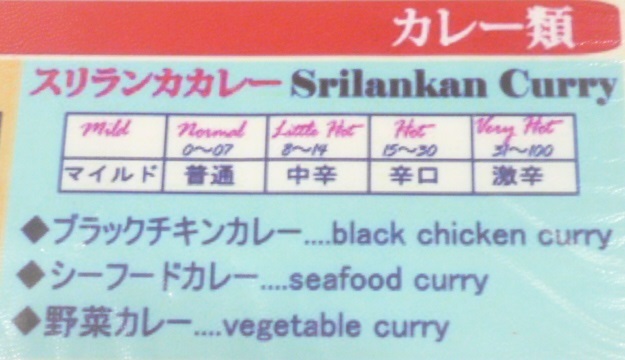 カレー類
スリランカカレー Srilankan Curry
Mild Normal Little Hot Hot Very Hot
0～07 8～14 15～30 31～100
マイルド 普通 中辛 辛口 激辛
◆ブラックチキンカレー....black chicken curry
◆シーフードカレー....seafood curry
◆野菜カレー....vegetable curry